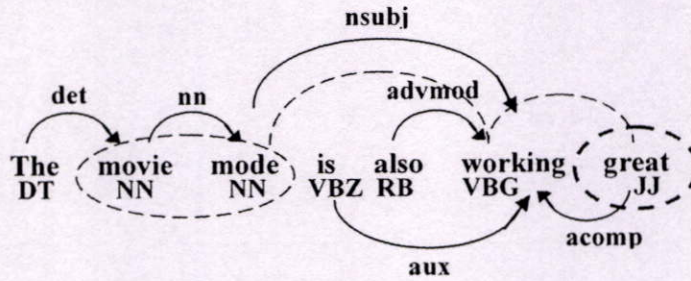 nsubj
det nn advmod
The movie mode is also working great
DT NN NN VBZ RB VBG JJ
acomp
aux